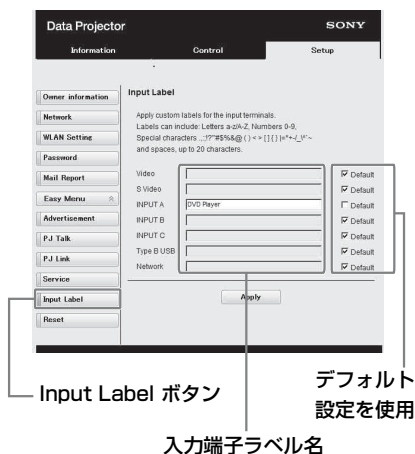 Data Projector
SONY
Information
Control
Setup
Owner information
Network
WLAN Setting
Password
Mail Report
Easy Menu
Advertisement
PJ Talk
PJ Link
Service
Input Label
Reset
Input Label
Apply custom labels for the input terminals.
Labels can include: Letters a-z/A-Z, Numbers 0-9,
and spaces, up to 20 characters.
Video
Default
S Video
Default
INPUT A
DVD Player
Default
INPUT B
Default
INPUT C
Default
Type B USB
Default
Network
Default
Apply
Input Label ボタン
デフォルト
設定を使用
入力端子ラベル名